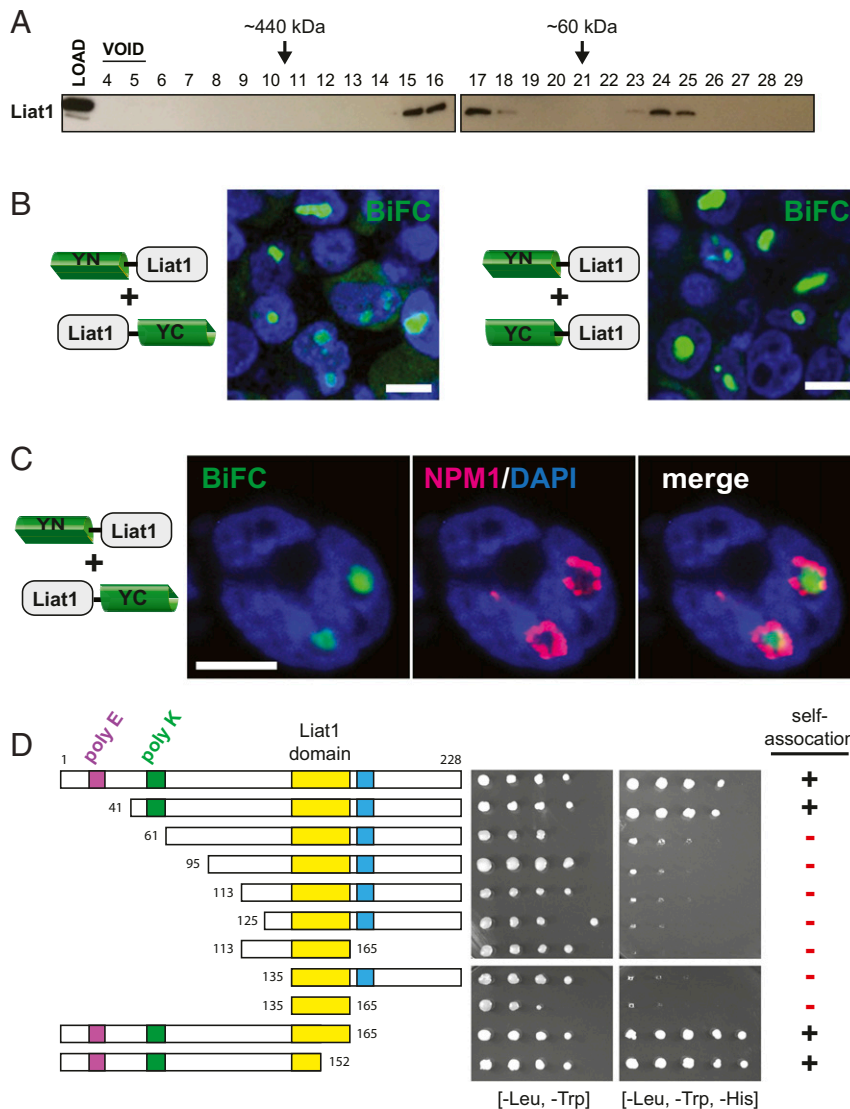 A
~440 kDa
~60 kDa
LOAD
VOID
4 5 6 7 8 9 10 11 12 13 14 15 16 17 18 19 20 21 22 23 24 25 26 27 28 29
Liat1
B
YN Liat1
+
Liat1 YC
BiFC
YN Liat1
+
YC Liat1
BiFC
C
YN Liat1
+
Liat1 YC
BiFC
NPM1/DAPI
merge
D
poly E
poly K
Liat1
domain
self-
assocation
1 228 +
41 +
61 -
95 -
113 -
125 -
113 165 -
135 -
135 165 -
165 +
152 +
[-Leu, -Trp]
[-Leu, -Trp, -His]